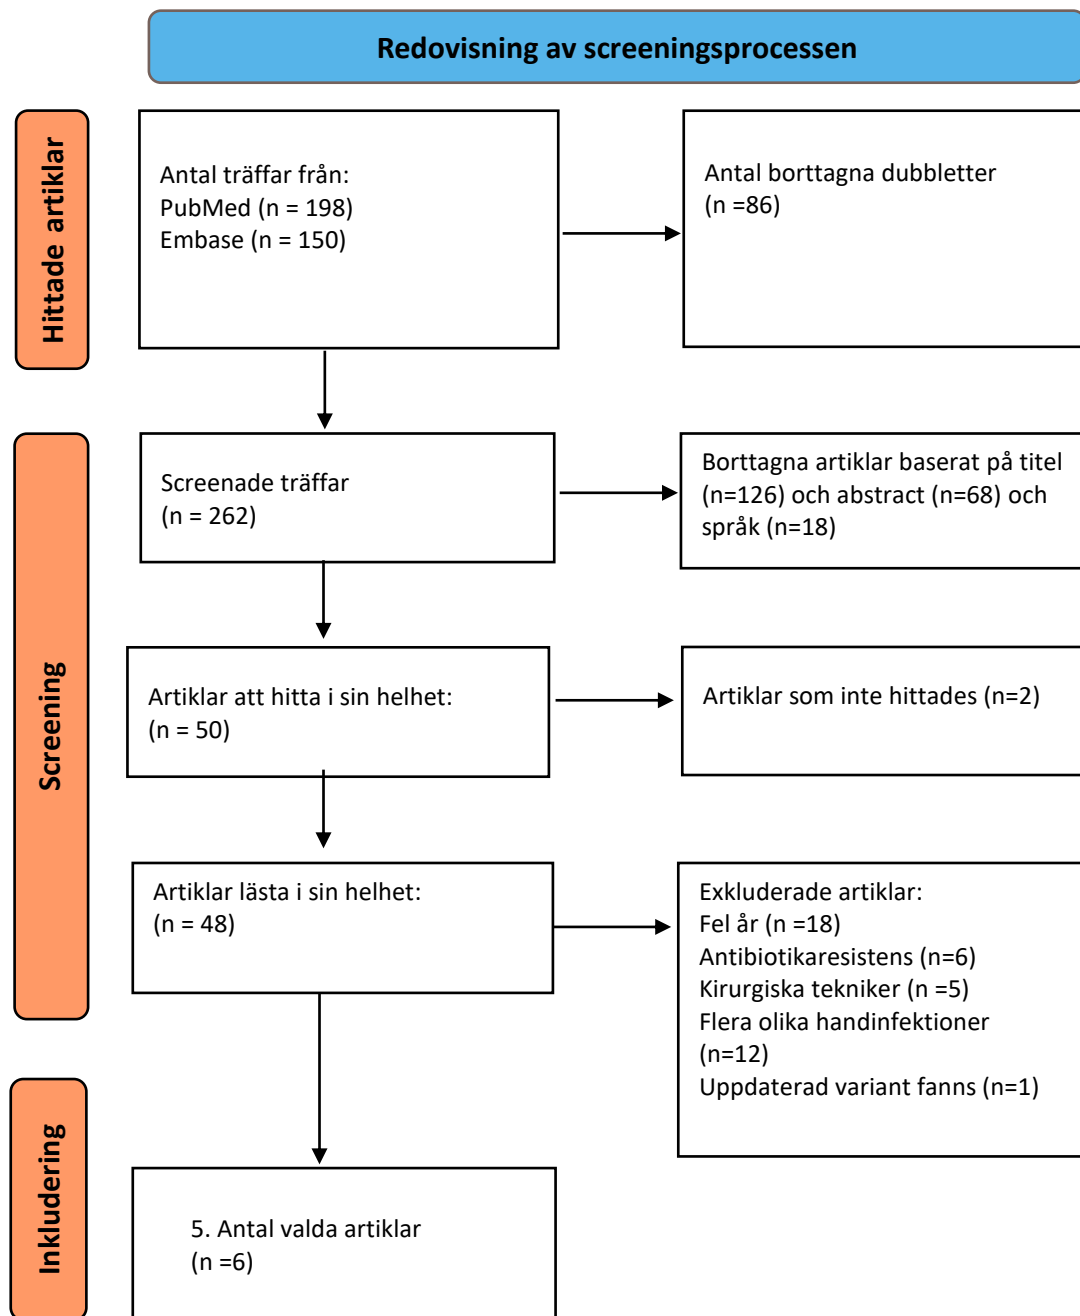 Redovisning av screeningsprocessen
Hittade artiklar
Antal träffar från:
PubMed (n = 198)
Embase (n = 150)
Antal borttagna dubbletter
(n =86)
Screening
Screenade träffar
(n = 262)
Borttagna artiklar baserat på titel
(n=126) och abstract (n=68) och
språk (n=18)
Artiklar att hitta i sin helhet:
(n = 50)
Artiklar som inte hittades (n=2)
Artiklar lästa i sin helhet:
(n = 48)
Exkluderade artiklar:
Fel år (n =18)
Antibiotikaresistens (n=6)
Kirurgiska tekniker (n =5)
Flera olika handinfektioner
(n=12)
Uppdaterad variant fanns (n=1)
Inkludering
5. Antal valda artiklar
(n =6)